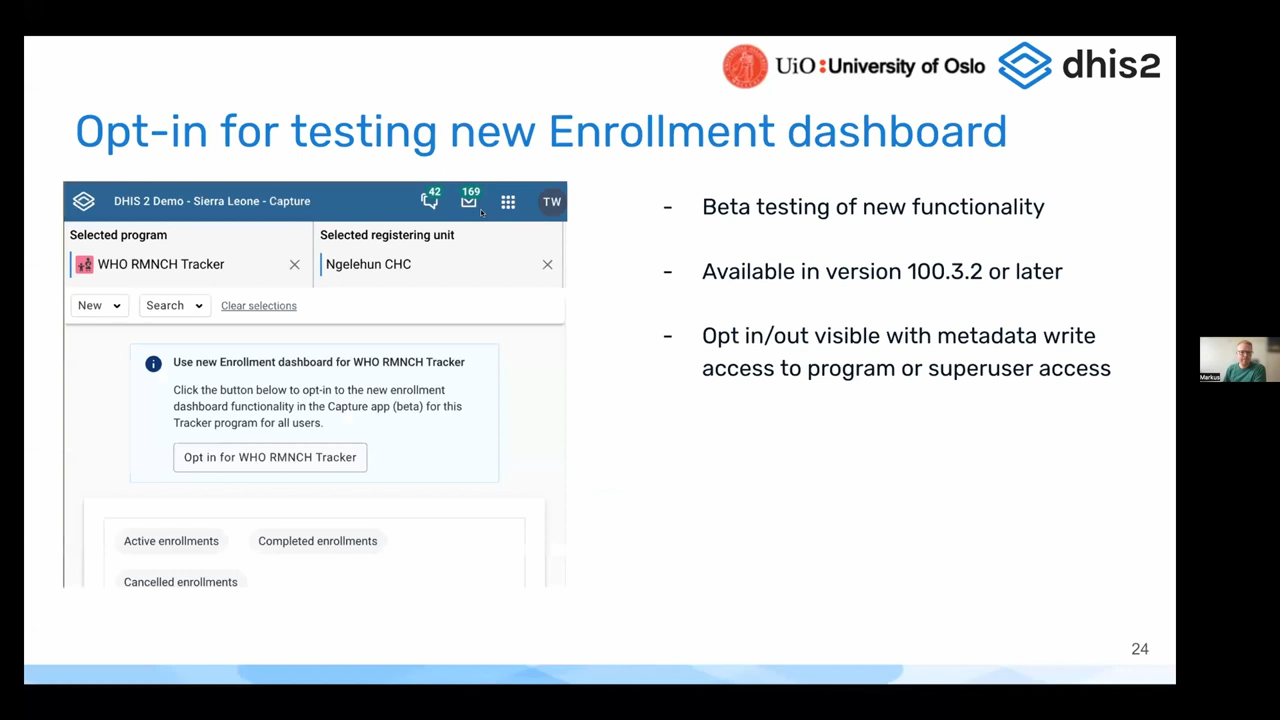 UiO:University of Oslo dhis2
Opt-in for testing new Enrollment dashboard
DHIS 2 Demo - Sierra Leone - Capture 42 169 TW
Selected program Selected registering unit
WHO RMNCH Tracker Ngelehun CHC
New Search Clear selections
Use new Enrollment dashboard for WHO RMNCH Tracker
Click the button below to opt-in to the new enrollment
dashboard functionality in the Capture app (beta) for this
Tracker program for all users.
Opt in for WHO RMNCH Tracker
Active enrollments Completed enrollments
Cancelled enrollments
- Beta testing of new functionality
- Available in version 100.3.2 or later
- Opt in/out visible with metadata write
access to program or superuser access
Markus
24